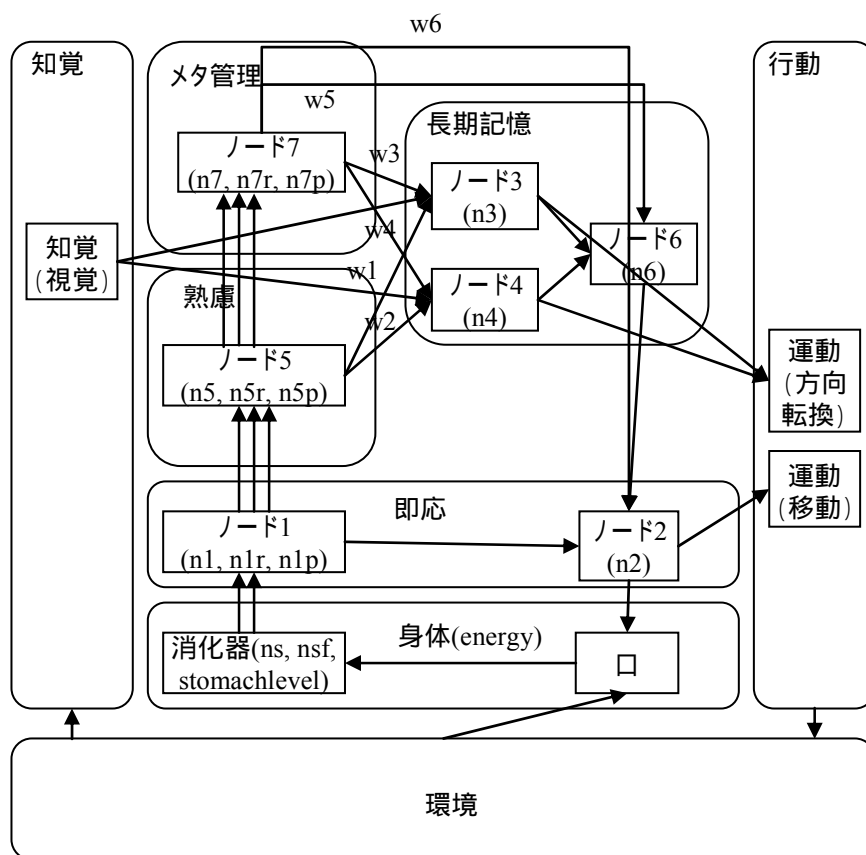 w6
知覚
メタ管理
行動
w5
長期記憶
ノード7
(n7, n7r, n7p)
w3
ノード3
(n3)
知覚
(視覚)
w4
ノード6
(n6)
w1
熟慮
ノード4
(n4)
w2
ノード5
(n5, n5r, n5p)
運動
(方向
転換)
運動
(移動)
即応
ノード1
(n1, n1r, n1p)
ノード2
(n2)
身体(energy)
消化器(ns, nsf,
stomachlevel)
口
環境